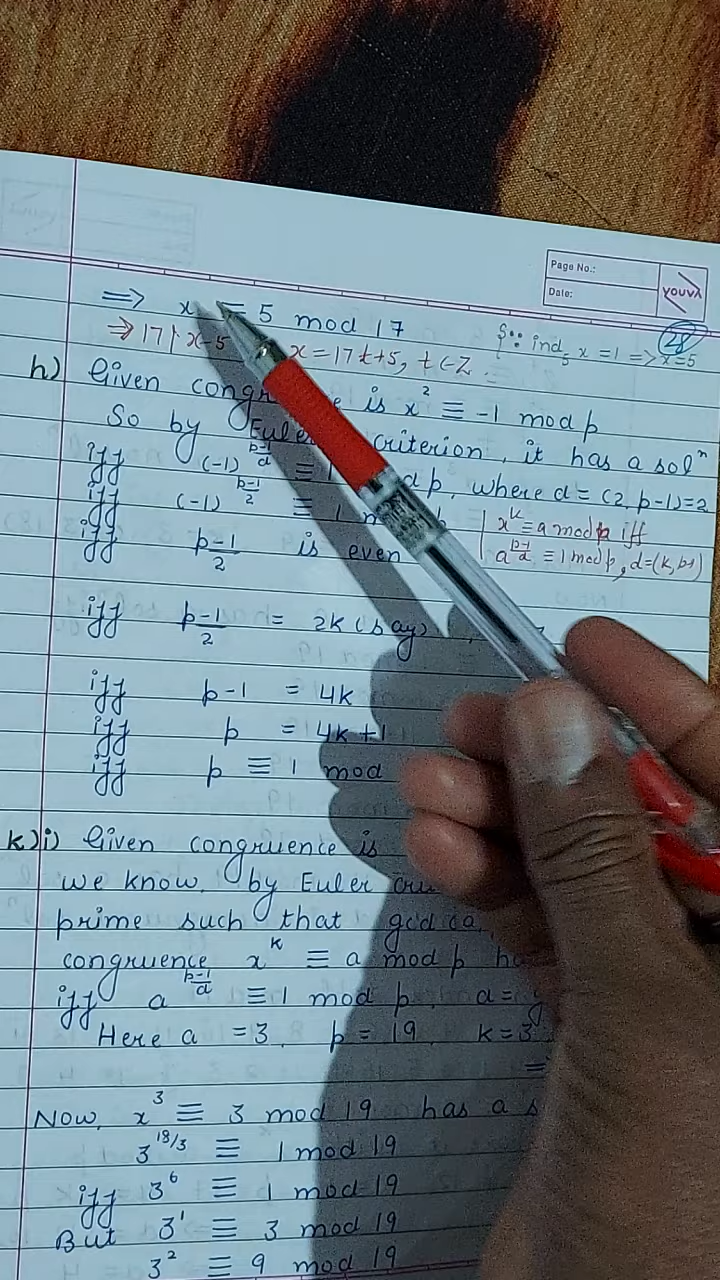 Page No.:
Date:
YOUVA
28
⇒ x ≡ 5 mod 17 {∵ ind₅ x = 1 ⇒ x = 5
⇒ 17 | x-5 x = 17t+5, t ∈ Z.
h) Given is x² ≡ -1 mod p
So by criterion, it has a solⁿ
iff (-1)^(p-1)/d ≡ 1 d p, where d = (2, p-1) = 2
iff (-1)^(p-1)/2 ≡ 1 m
| x^k ≡ a mod p iff
iff (p-1)/2 is even
| a^(p-1)/d ≡ 1 mod p, d = (k, p-1)
iff (p-1)/2 = 2k (say)
iff p-1 = 4k
iff p = 4k+1
iff p ≡ 1 mod
k) i) Given congruence is
we know, by Euler
prime such that gcd
congruence x^k ≡ a mod p
iff a^(p-1)/d ≡ 1 mod p,
Here a = 3, p = 19, k = 3
Now, x³ ≡ 3 mod 19 has a
3^18/3 ≡ 1 mod 19
iff 3⁶ ≡ 1 mod 19
But 3¹ ≡ 3 mod 19
3² ≡ 9 mod 19